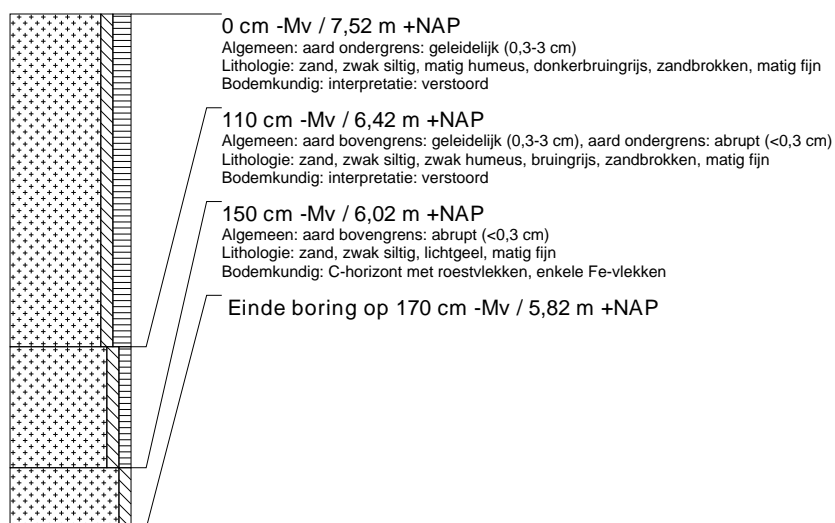 0 cm -Mv / 7,52 m +NAP
Algemeen: aard ondergrens: geleidelijk (0,3-3 cm)
Lithologie: zand, zwak siltig, matig humeus, donkerbruingrijs, zandbrokken, matig fijn
Bodemkundig: interpretatie: verstoord
110 cm -Mv / 6,42 m +NAP
Algemeen: aard bovengrens: geleidelijk (0,3-3 cm), aard ondergrens: abrupt (<0,3 cm)
Lithologie: zand, zwak siltig, zwak humeus, bruingrijs, zandbrokken, matig fijn
Bodemkundig: interpretatie: verstoord
150 cm -Mv / 6,02 m +NAP
Algemeen: aard bovengrens: abrupt (<0,3 cm)
Lithologie: zand, zwak siltig, lichtgeel, matig fijn
Bodemkundig: C-horizont met roestvlekken, enkele Fe-vlekken
Einde boring op 170 cm -Mv / 5,82 m +NAP